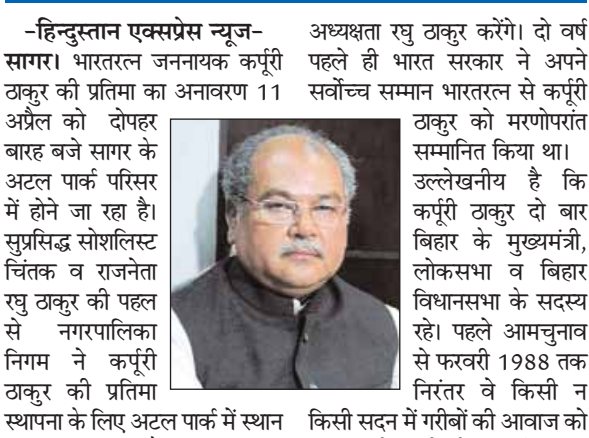 -हिन्दुस्तान एक्सप्रेस न्यूज-
सागर। भारतरत्न जननायक कर्पूरी
ठाकुर की प्रतिमा का अनावरण 11
अप्रैल को दोपहर
बारह बजे सागर के
अटल पार्क परिसर
में होने जा रहा है।
सुप्रसिद्ध सोशलिस्ट
चिंतक व राजनेता
रघु ठाकुर की पहल
से नगरपालिका
निगम ने कर्पूरी
ठाकुर की प्रतिमा
स्थापना के लिए अटल पार्क में स्थान
अध्यक्षता रघु ठाकुर करेंगे। दो वर्ष
पहले ही भारत सरकार ने अपने
सर्वोच्च सम्मान भारतरत्न से कर्पूरी
ठाकुर को मरणोपरांत
सम्मानित किया था।
उल्लेखनीय है कि
कर्पूरी ठाकुर दो बार
बिहार के मुख्यमंत्री,
लोकसभा व बिहार
विधानसभा के सदस्य
रहे। पहले आमचुनाव
से फरवरी 1988 तक
निरंतर वे किसी न
किसी सदन में गरीबों की आवाज को